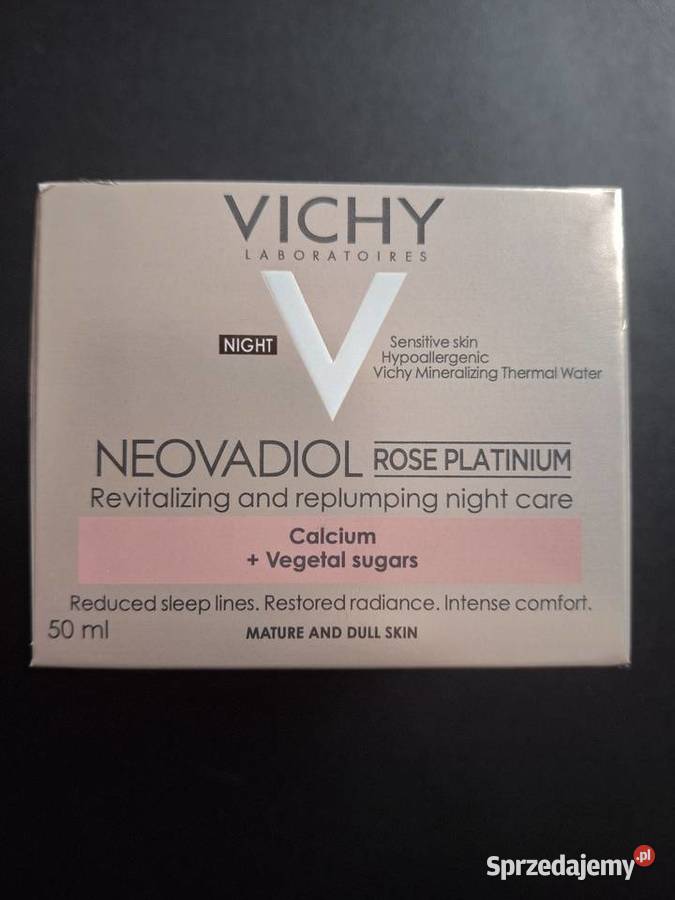 VICHY
LABORATOIRES
NIGHT
Sensitive skin
Hypoallergenic
Vichy Mineralizing Thermal Water
NEOVADIOL ROSE PLATINIUM
Revitalizing and replumping night care
Calcium
+ Vegetal sugars
Reduced sleep lines. Restored radiance. Intense comfort.
50 ml
MATURE AND DULL SKIN
Sprzedajemy.pl